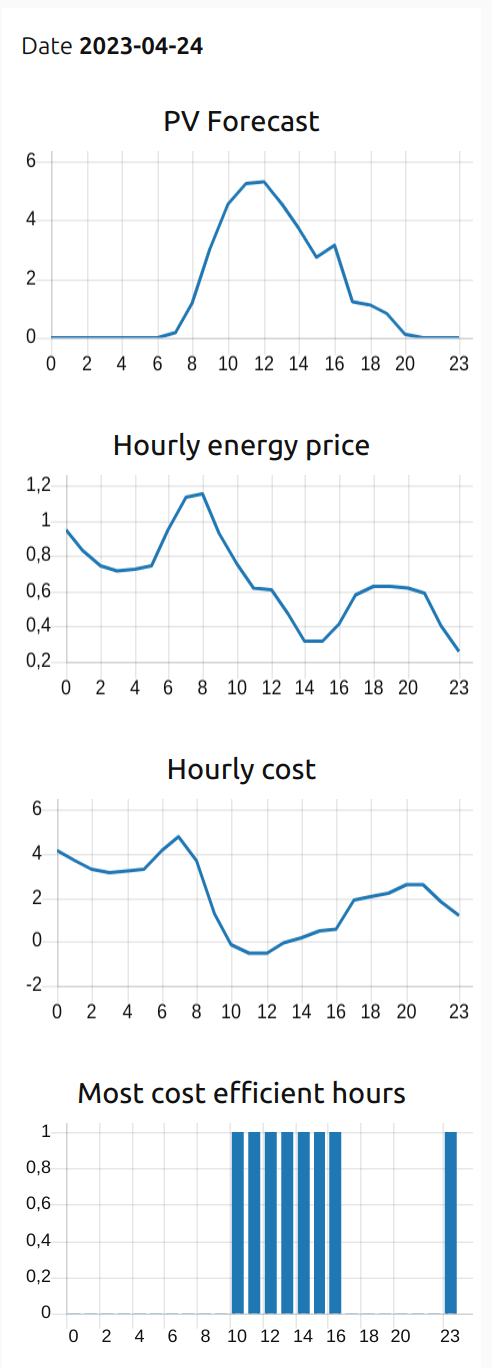 Date 2023-04-24
PV Forecast
6
4
2
0
0 2 4 6 8 10 12 14 16 18 20 23
Hourly energy price
1,2
1
0,8
0,6
0,4
0,2
0 2 4 6 8 10 12 14 16 18 20 23
Hourly cost
6
4
2
0
-2
0 2 4 6 8 10 12 14 16 18 20 23
Most cost efficient hours
1
0,8
0,6
0,4
0,2
0
0 2 4 6 8 10 12 14 16 18 20 23